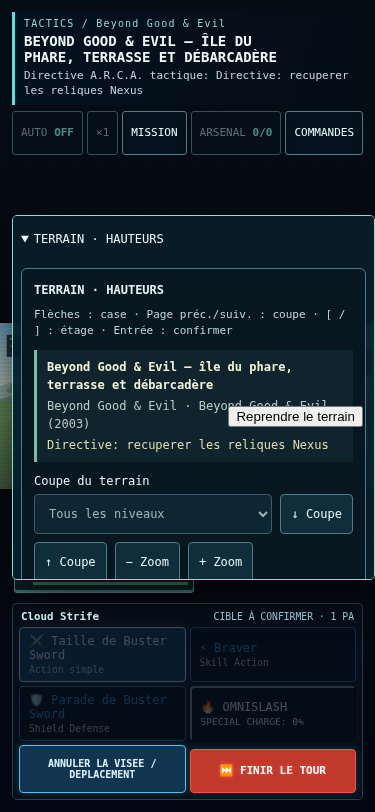 TACTICS / Beyond Good & Evil
BEYOND GOOD & EVIL — ÎLE DU
PHARE, TERRASSE ET DÉBARCADÈRE
Directive A.R.C.A. tactique: Directive: recuperer
les reliques Nexus
AUTO OFF
×1
MISSION
ARSENAL 0/0
COMMANDES
▼ TERRAIN · HAUTEURS
TERRAIN · HAUTEURS
Flèches : case · Page préc./suiv. : coupe · [ /
] : étage · Entrée : confirmer
Beyond Good & Evil — île du phare,
terrasse et débarcadère
Beyond Good & Evil · Beyond Good & Evil
(2003)
Reprendre le terrain
Directive: recuperer les reliques Nexus
Coupe du terrain
Tous les niveaux
↓ Coupe
↑ Coupe
− Zoom
+ Zoom
Cloud Strife
CIBLE À CONFIRMER · 1 PA
⚔️ Taille de Buster
Sword
Action simple
⚡ Braver
Skill Action
🛡️ Parade de Buster
Sword
Shield Defense
🔥 OMNISLASH
SPECIAL CHARGE: 0%
ANNULER LA VISEE /
DEPLACEMENT
⏩ FINIR LE TOUR